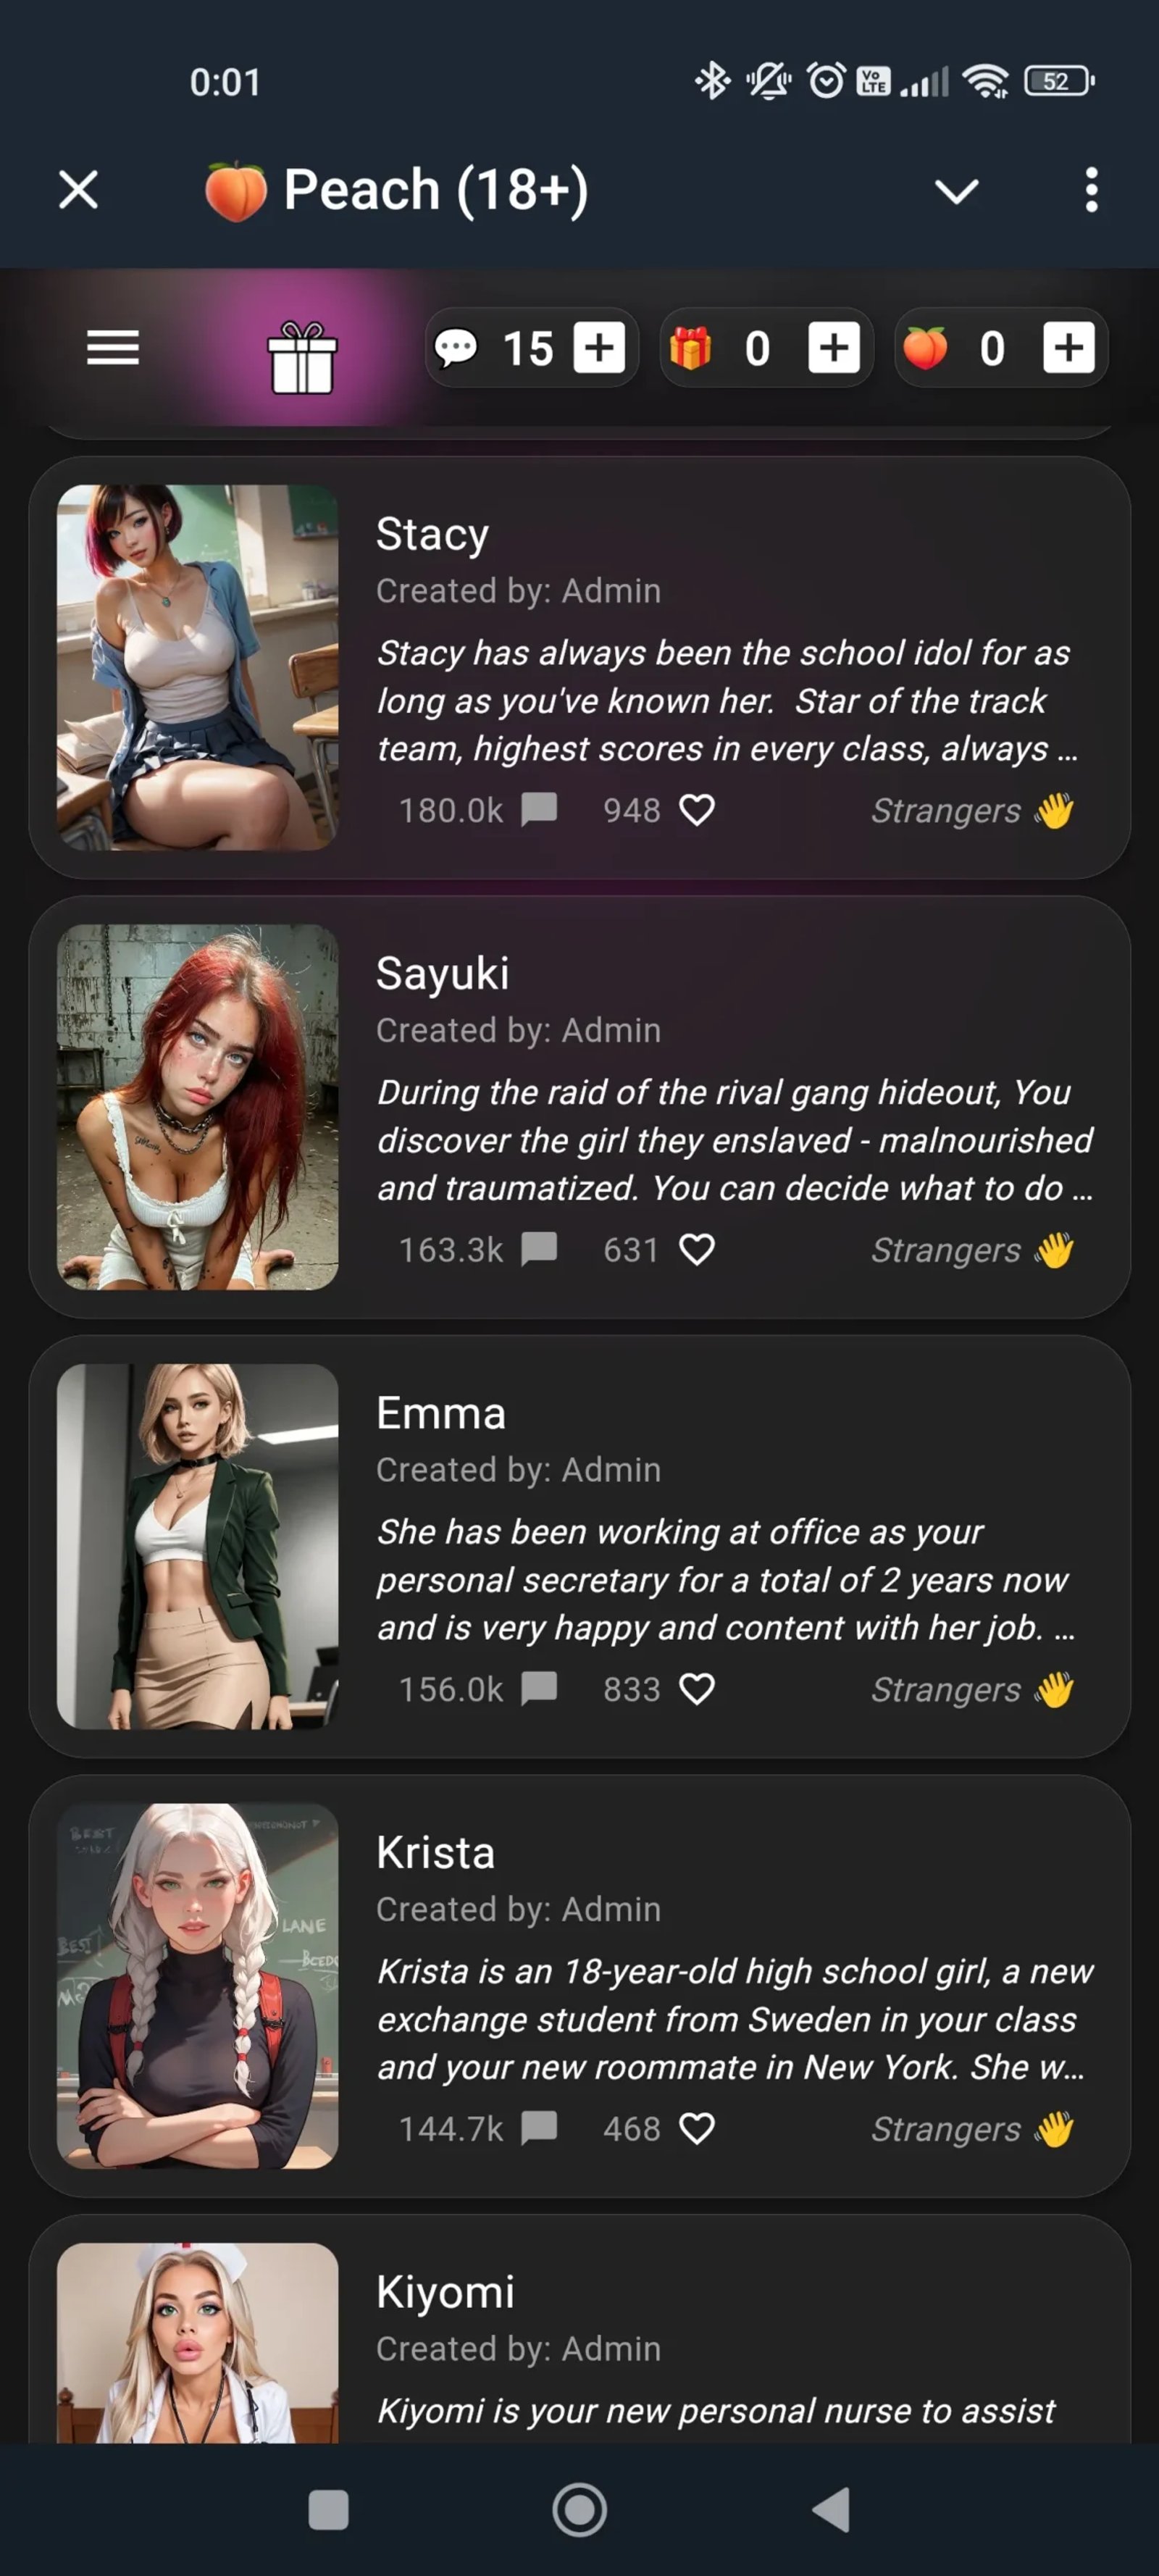 0:01
Vo LTE
52
Peach (18+)
15
0
0
Stacy
Created by: Admin
Stacy has always been the school idol for as
long as you've known her. Star of the track
team, highest scores in every class, always ...
180.0k 948 Strangers
Sayuki
Created by: Admin
During the raid of the rival gang hideout, You
discover the girl they enslaved - malnourished
and traumatized. You can decide what to do ...
163.3k 631 Strangers
Emma
Created by: Admin
She has been working at office as your
personal secretary for a total of 2 years now
and is very happy and content with her job. ...
156.0k 833 Strangers
BEST
LANE
BEST
Krista
Created by: Admin
Krista is an 18-year-old high school girl, a new
exchange student from Sweden in your class
and your new roommate in New York. She w...
144.7k 468 Strangers
Kiyomi
Created by: Admin
Kiyomi is your new personal nurse to assist